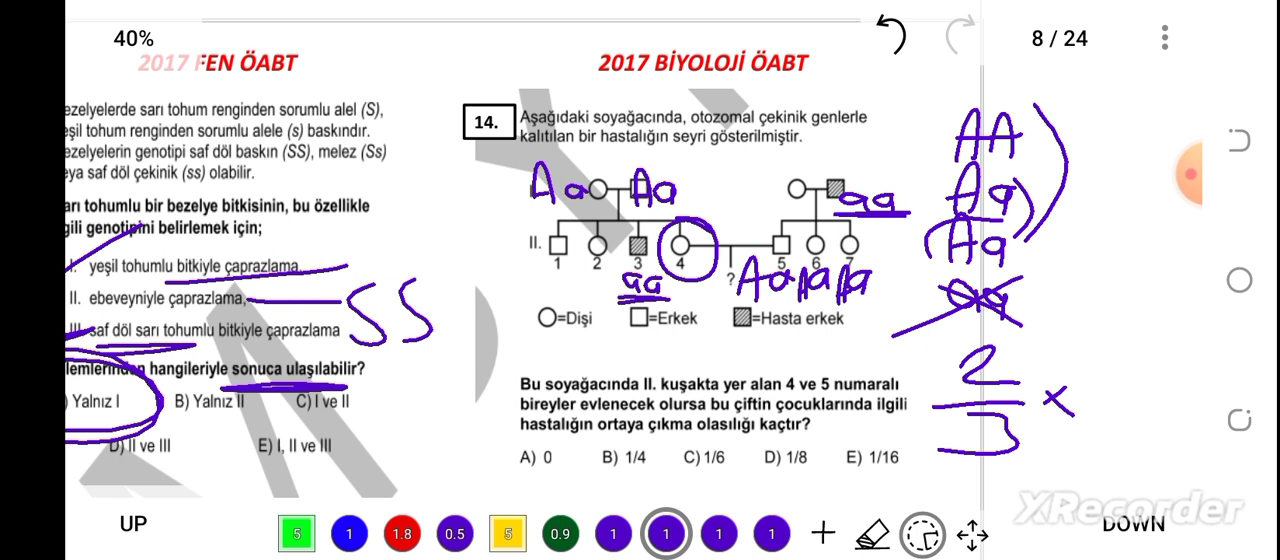 40%
8 / 24
2017 FEN ÖABT
ezelyelerde sarı tohum renginden sorumlu alel (S),
eşil tohum renginden sorumlu alele (s) baskındır.
ezelyelerin genotipi saf döl baskın (SS), melez (Ss)
eya saf döl çekinik (ss) olabilir.
arı tohumlu bir bezelye bitkisinin, bu özellikle
gili genotipini belirlemek için;
I. yeşil tohumlu bitkiyle çaprazlama,
II. ebeveyniyle çaprazlama,
III. saf döl sarı tohumlu bitkiyle çaprazlama
SS
lemlerinden hangileriyle sonuca ulaşılabilir?
) Yalnız I B) Yalnız II C) I ve II
D) II ve III E) I, II ve III
2017 BİYOLOJİ ÖABT
14. Aşağıdaki soyağacında, otozomal çekinik genlerle
kalıtılan bir hastalığın seyri gösterilmiştir.
Aa Aa aa
II.
1 2 3 4 5 6 7
aa ? Aa Aa Aa
=Dişi =Erkek =Hasta erkek
Bu soyağacında II. kuşakta yer alan 4 ve 5 numaralı
bireyler evlenecek olursa bu çiftin çocuklarında ilgili
hastalığın ortaya çıkma olasılığı kaçtır?
A) 0 B) 1/4 C) 1/6 D) 1/8 E) 1/16
AA
Aa
Aa
aa
2
3 x
XRecorder
UP
5 1 1.8 0.5 5 0.9 1 1 1 1
DOWN